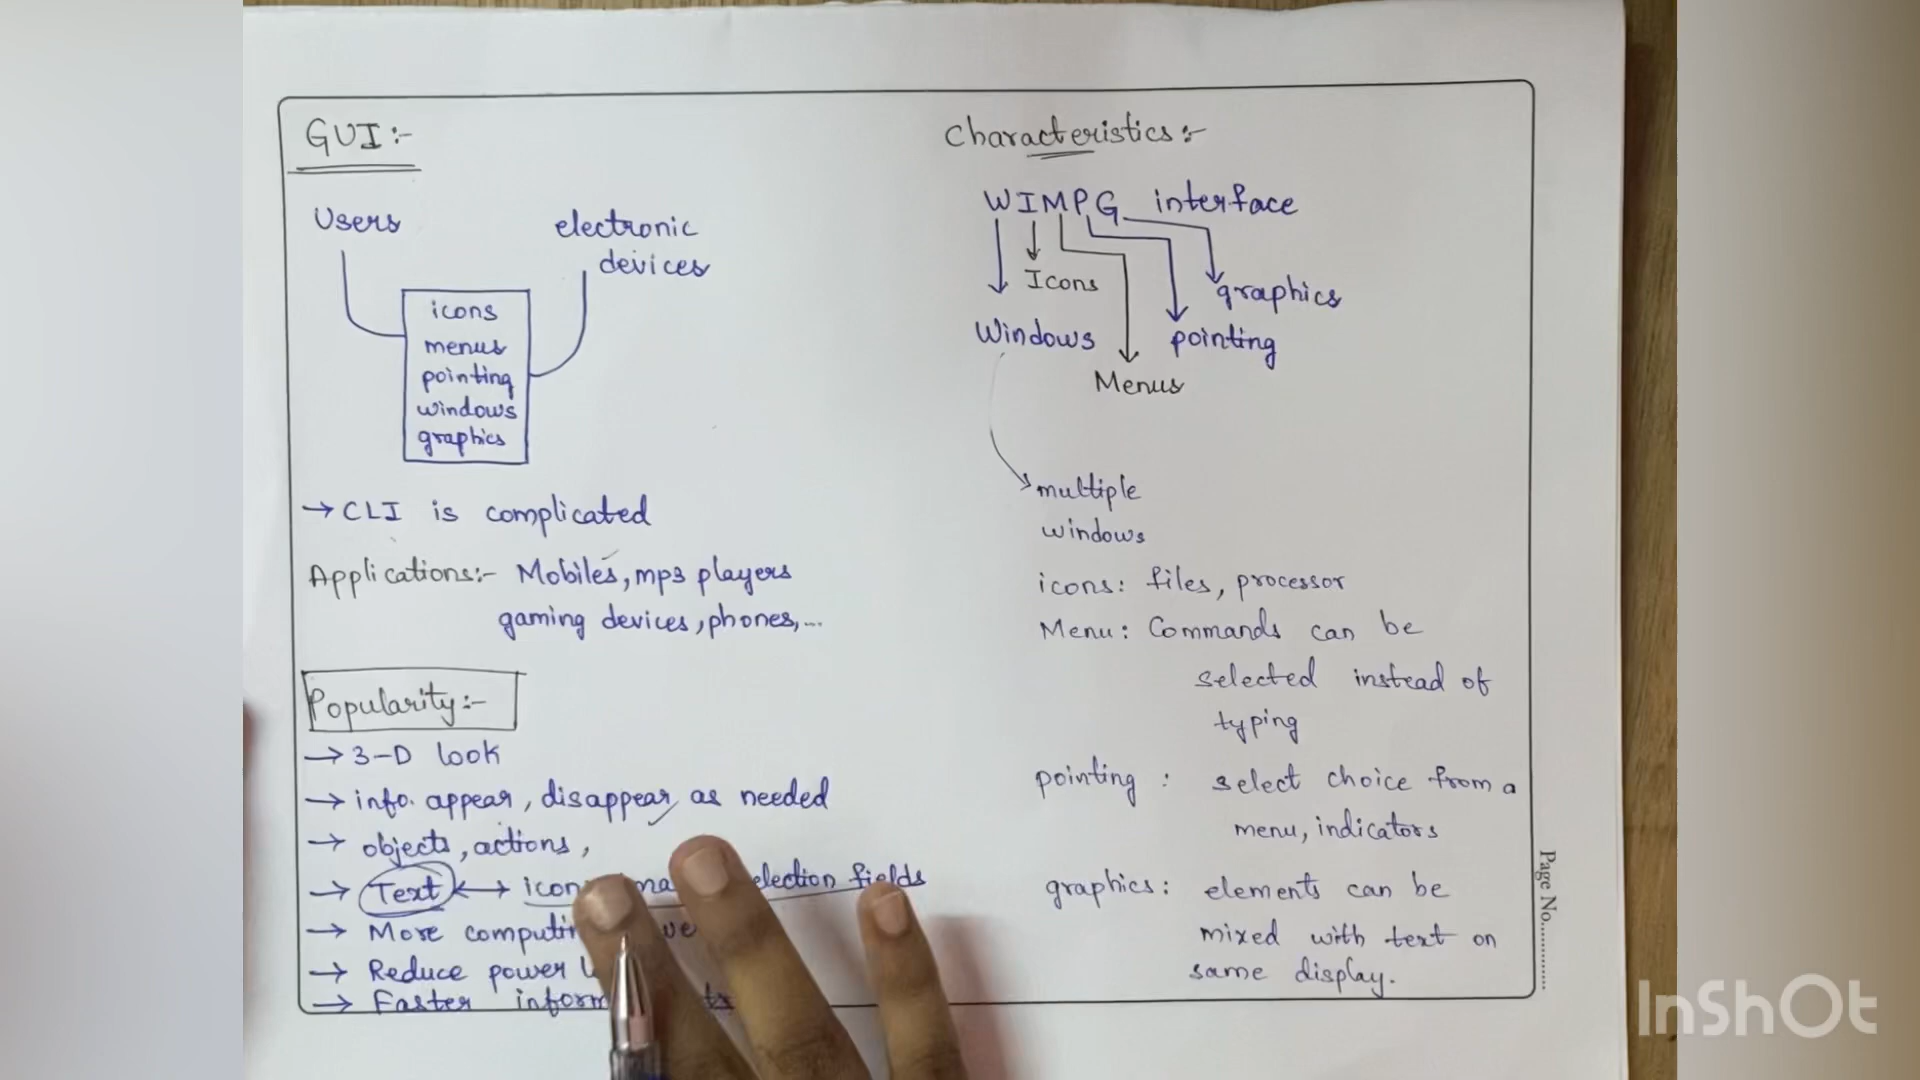 GUI:-
Users
electronic
devices
icons
menus
pointing
windows
graphics
→ CLI is complicated
Applications:- Mobiles, mp3 players
gaming devices, phones,...
Popularity:-
→ 3-D look
→ info. appear, disappear as needed
→ objects, actions,
→ Text ↔ fields
→ More
→ Reduce power
→ Faster
Characteristics:-
WIMPG interface
Icons
graphics
Windows
pointing
Menus
multiple
windows
icons: files, processor
Menu: Commands can be
selected instead of
typing
pointing : select choice from a
menu, indicators
graphics: elements can be
mixed with text on
same display.
Page No..............
InShOt